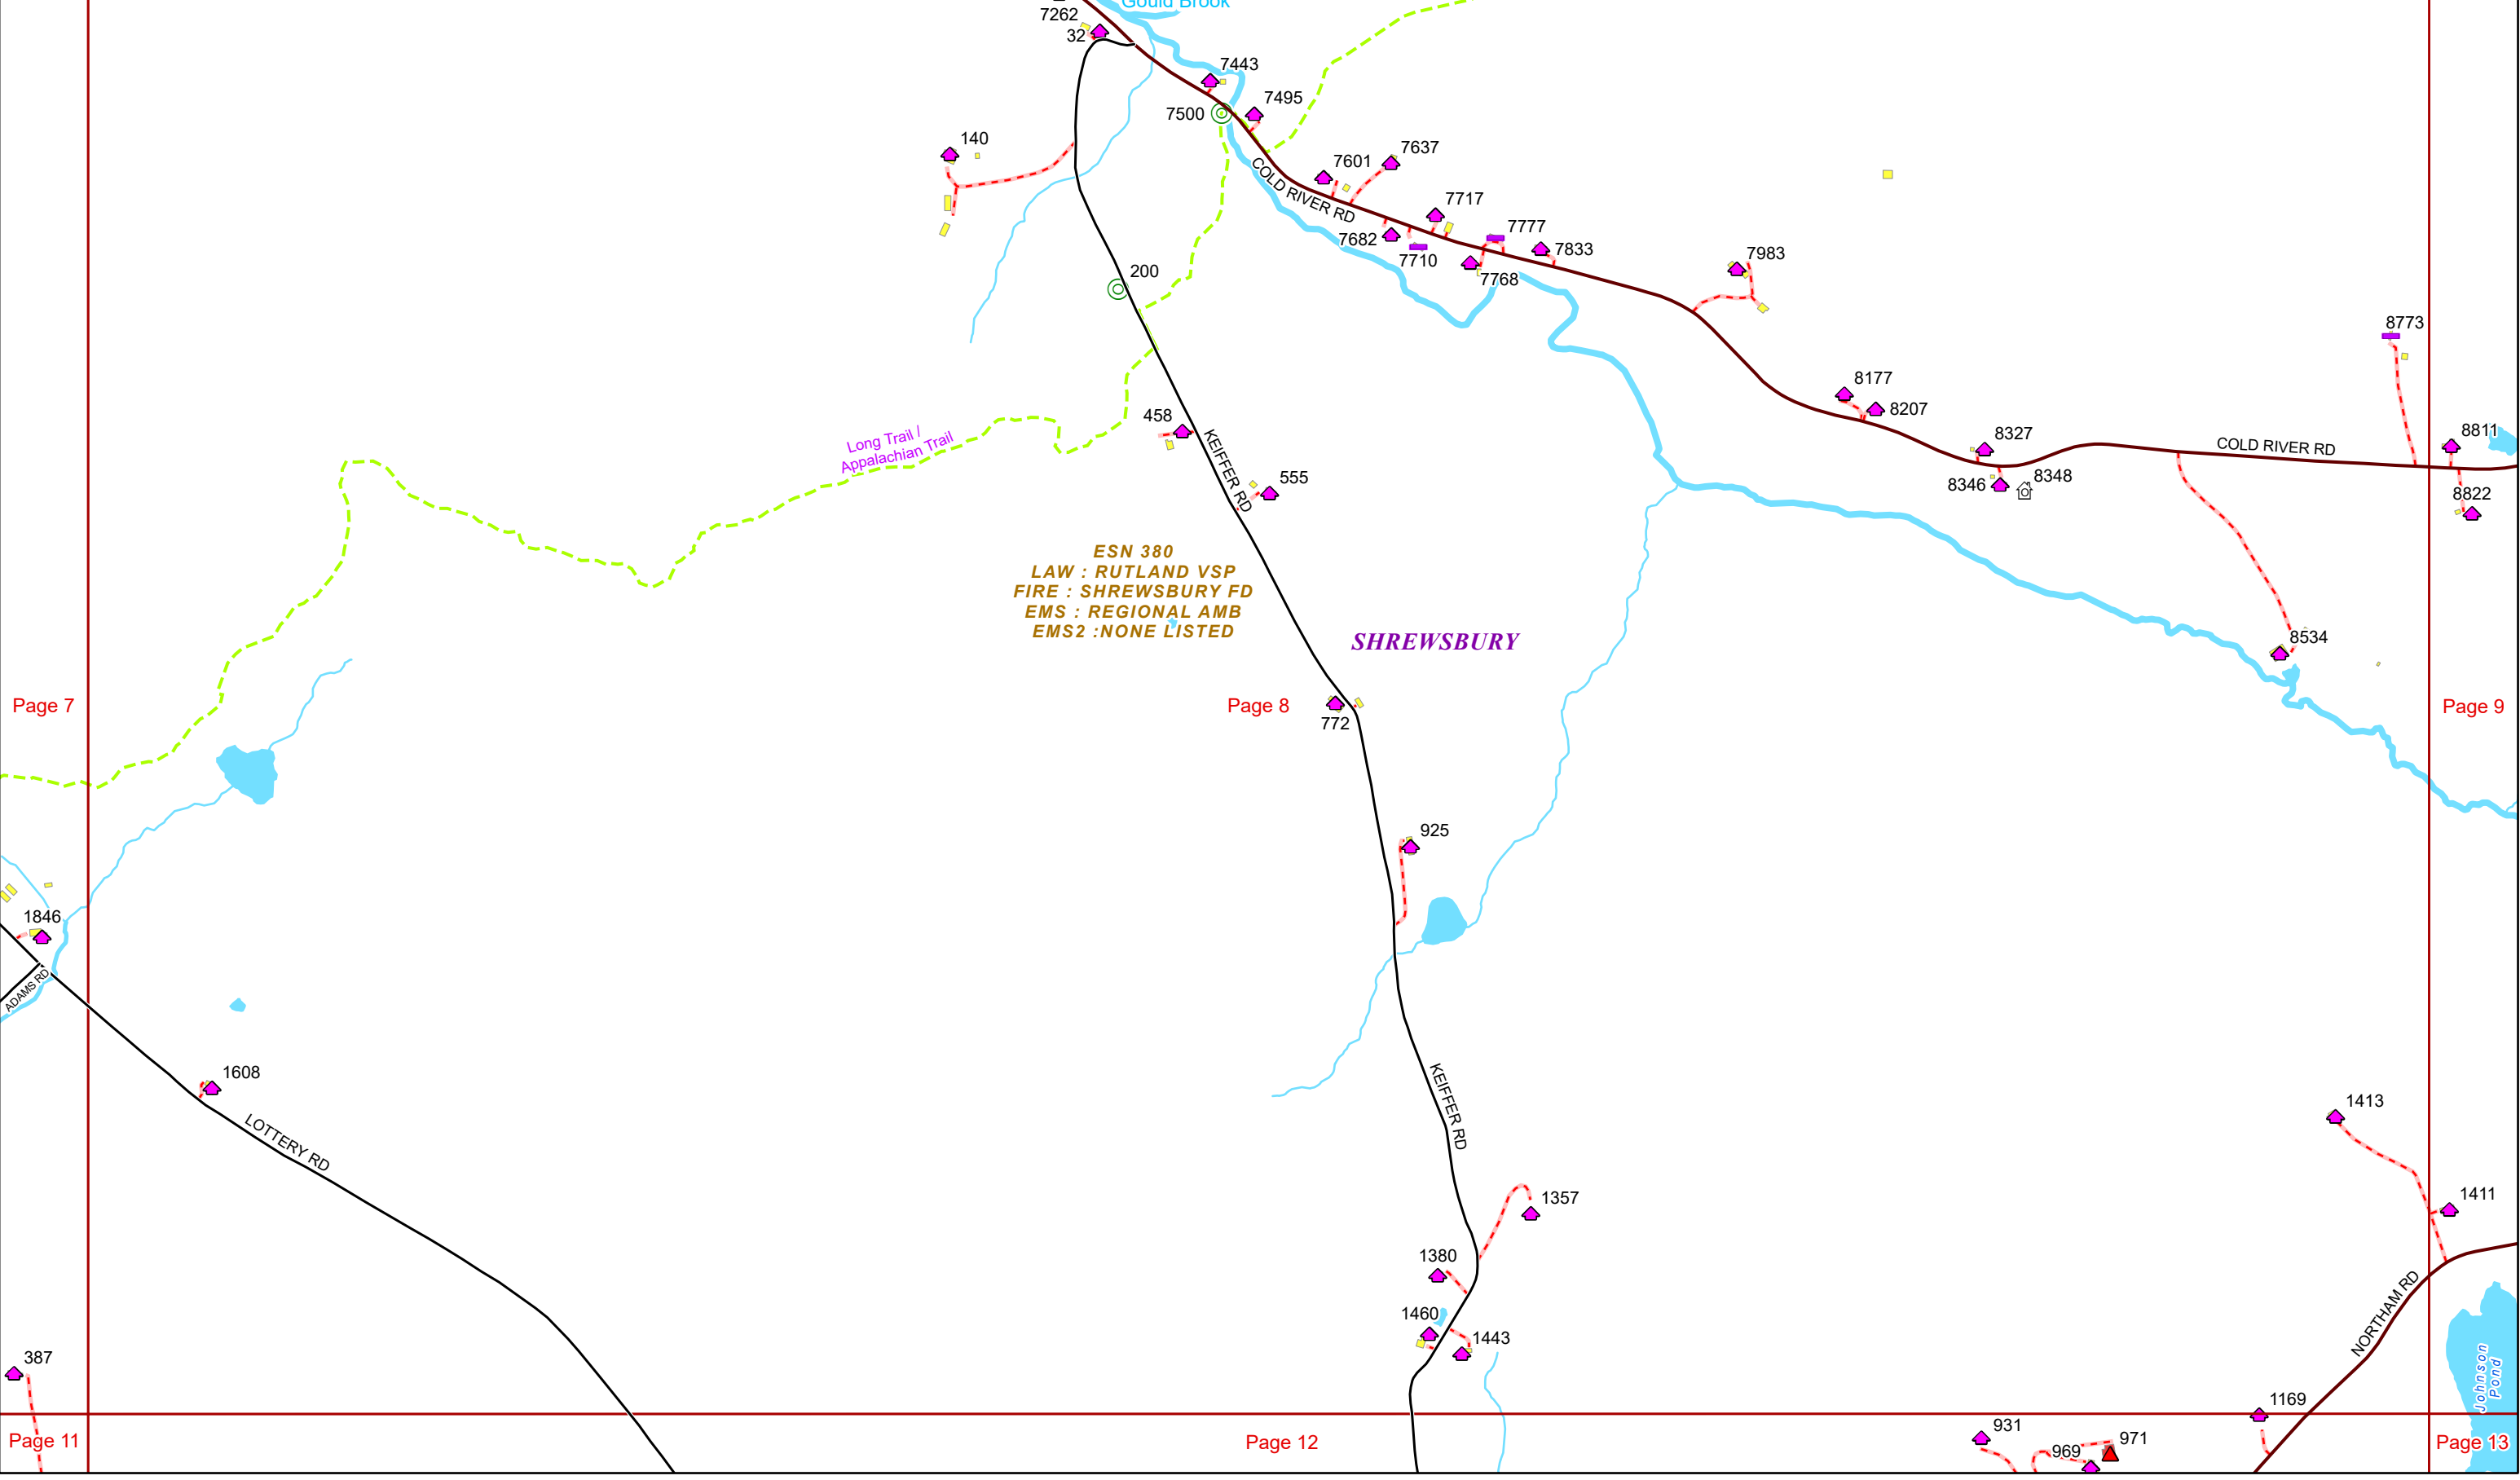 Gould Brook
7262
32
7443
7495
7500
140
7601
7637
COLD RIVER RD
7717
7682
7710
7777
7833
7768
7983
200
8773
8177
8207
458
Long Trail /
Appalachian Trail
KEIFFER RD
555
8327
COLD RIVER RD
8811
8346
8348
8822
ESN 380
LAW : RUTLAND VSP
FIRE : SHREWSBURY FD
EMS : REGIONAL AMB
EMS2 :NONE LISTED
SHREWSBURY
8534
Page 7
Page 8
772
Page 9
925
1846
ADAMS RD
1608
LOTTERY RD
KEIFFER RD
1413
1357
1411
1380
1460
1443
NORTHAM RD
Johnson
Pond
387
1169
Page 11
Page 12
931
969
971
Page 13